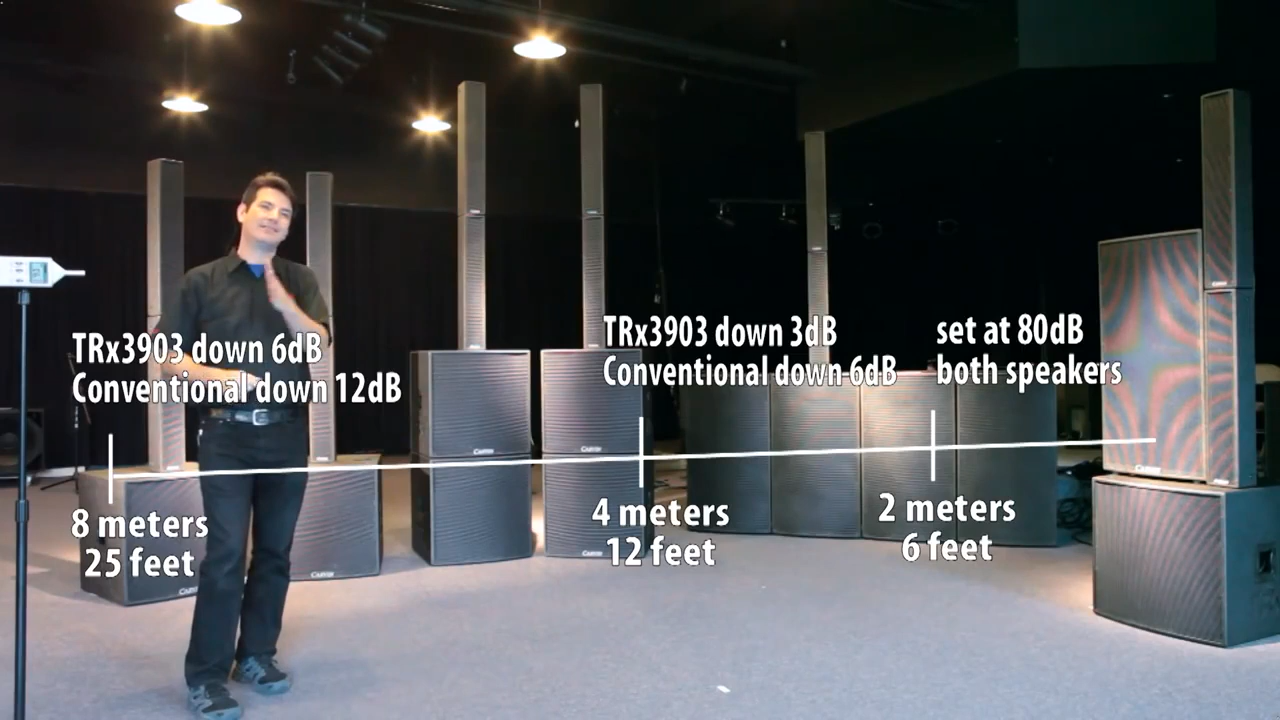 TRx3903 down 6dB
Conventional down 12dB
TRx3903 down 3dB
Conventional down 6dB
set at 80dB
both speakers
8 meters
25 feet
4 meters
12 feet
2 meters
6 feet